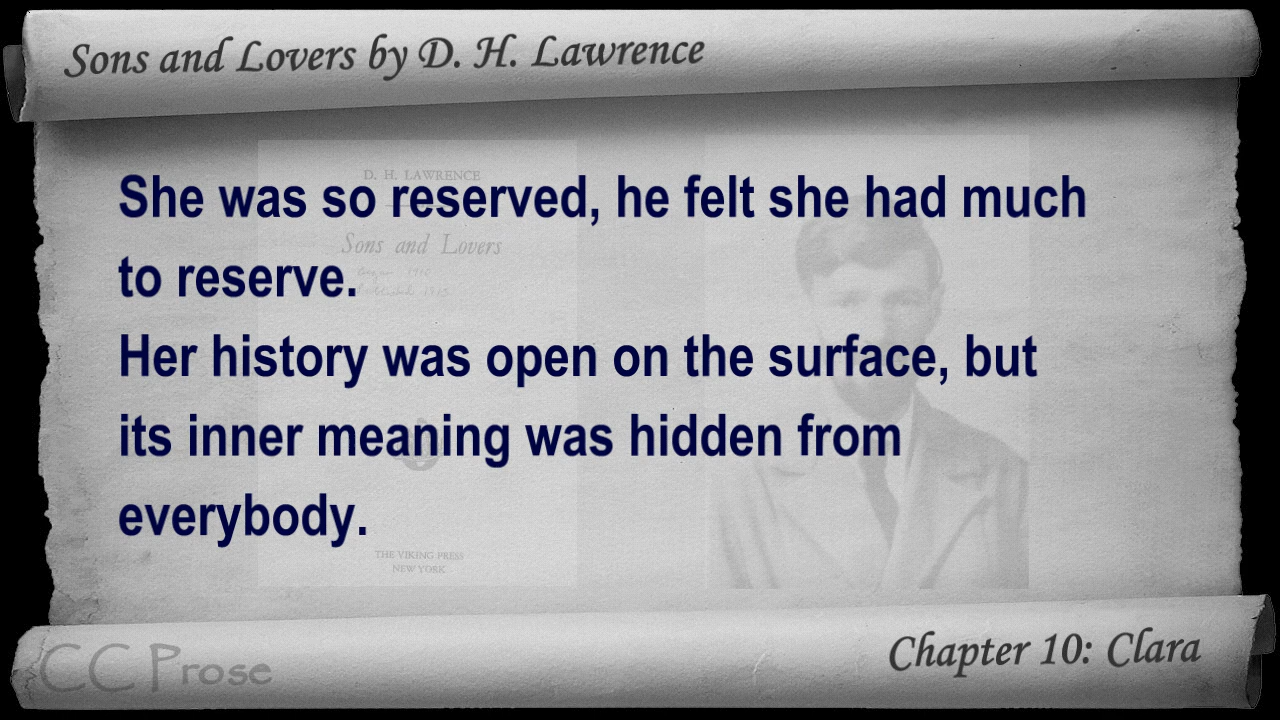 Sons and Lovers by D. H. Lawrence
D. H. LAWRENCE
She was so reserved, he felt she had much
Sons and Lovers
to reserve.
Her history was open on the surface, but
its inner meaning was hidden from
everybody.
THE VIKING PRESS
NEW YORK
Chapter 10: Clara
CC Prose